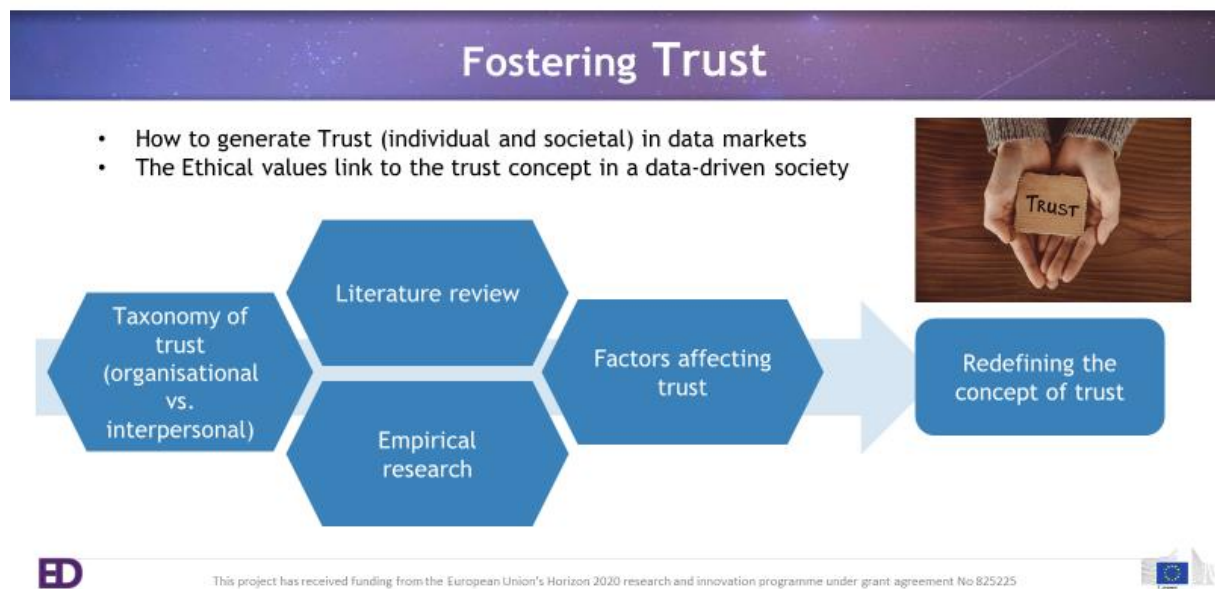 Fostering Trust
• How to generate Trust (individual and societal) in data markets
• The Ethical values link to the trust concept in a data-driven society
TRUST
Taxonomy of
trust
(organisational
vs.
interpersonal)
Literature review
Empirical
research
Factors affecting
trust
Redefining the
concept of trust
ED
This project has received funding from the European Union's Horizon 2020 research and innovation programme under grant agreement No 825225